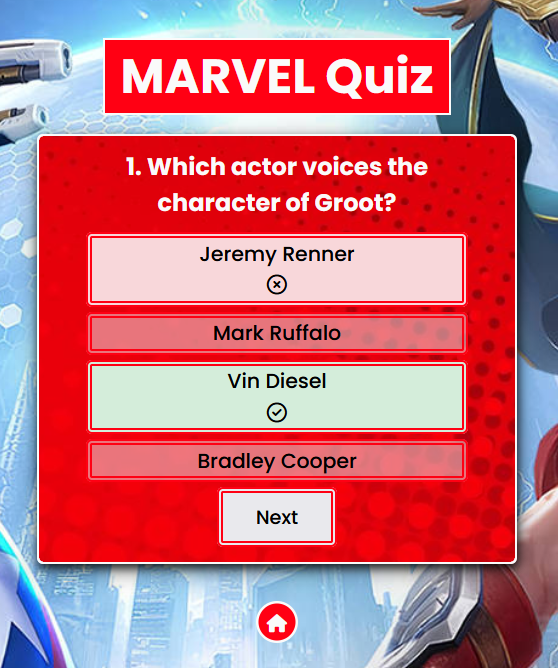 MARVEL Quiz
1. Which actor voices the
character of Groot?
Jeremy Renner
Mark Ruffalo
Vin Diesel
Bradley Cooper
Next